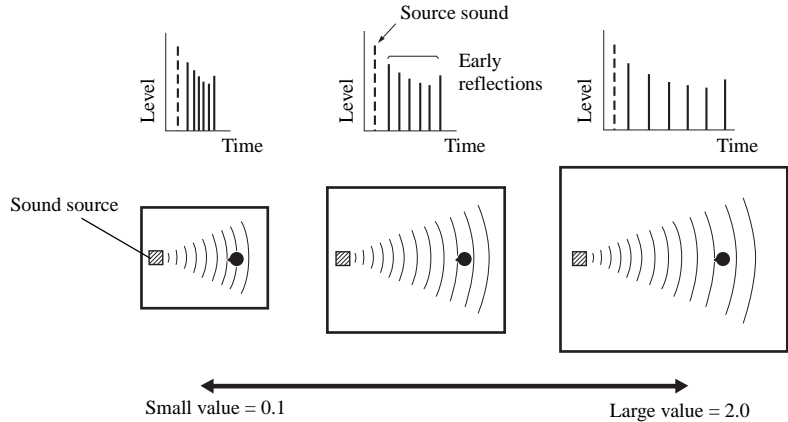 Source sound
Early
reflections
Level
Time
Level
Time
Level
Time
Sound source
Small value = 0.1
Large value = 2.0